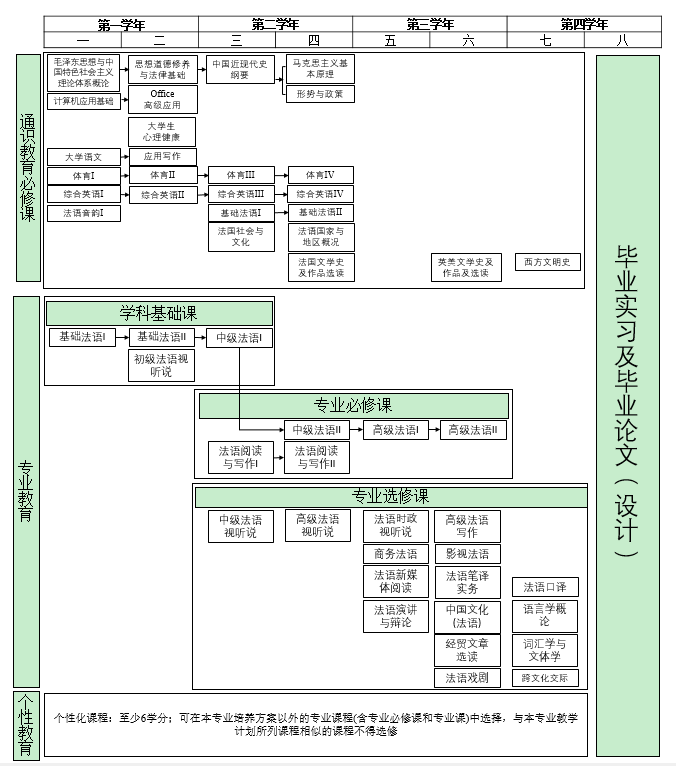 第一学年 第二学年 第三学年 第四学年
一 二 三 四 五 六 七 八
通识教育必修课
毛泽东思想与中
国特色社会主义
理论体系概论
思想道德修养
与法律基础
中国近现代史
纲要
马克思主义基
本原理
形势与政策
计算机应用基础
Office
高级应用
大学生
心理健康
大学语文
应用写作
体育I
体育II
体育III
体育IV
综合英语I
综合英语II
综合英语III
综合英语IV
法语音韵I
基础法语I
基础法语II
法国社会与
文化
法语国家与
地区概况
法国文学史
及作品选读
英美文学史及
作品及选读
西方文明史
专业教育
学科基础课
基础法语I
基础法语II
中级法语I
初级法语视
听说
专业必修课
中级法语II
高级法语I
高级法语II
法语阅读
与写作I
法语阅读
与写作II
专业选修课
中级法语
视听说
高级法语
视听说
法语时政
视听说
高级法语
写作
商务法语
影视法语
法语新媒
体阅读
法语笔译
实务
法语口译
法语演讲
与辩论
中国文化
(法语)
语言学概
论
经贸文章
选读
词汇学与
文体学
法语戏剧
跨文化交际
个性教育
个性化课程：至少6学分；可在本专业培养方案以外的专业课程(含专业必修课和专业课)中选择，与本专业教学
计划所列课程相似的课程不得选修
毕业实习及毕业论文（设计）